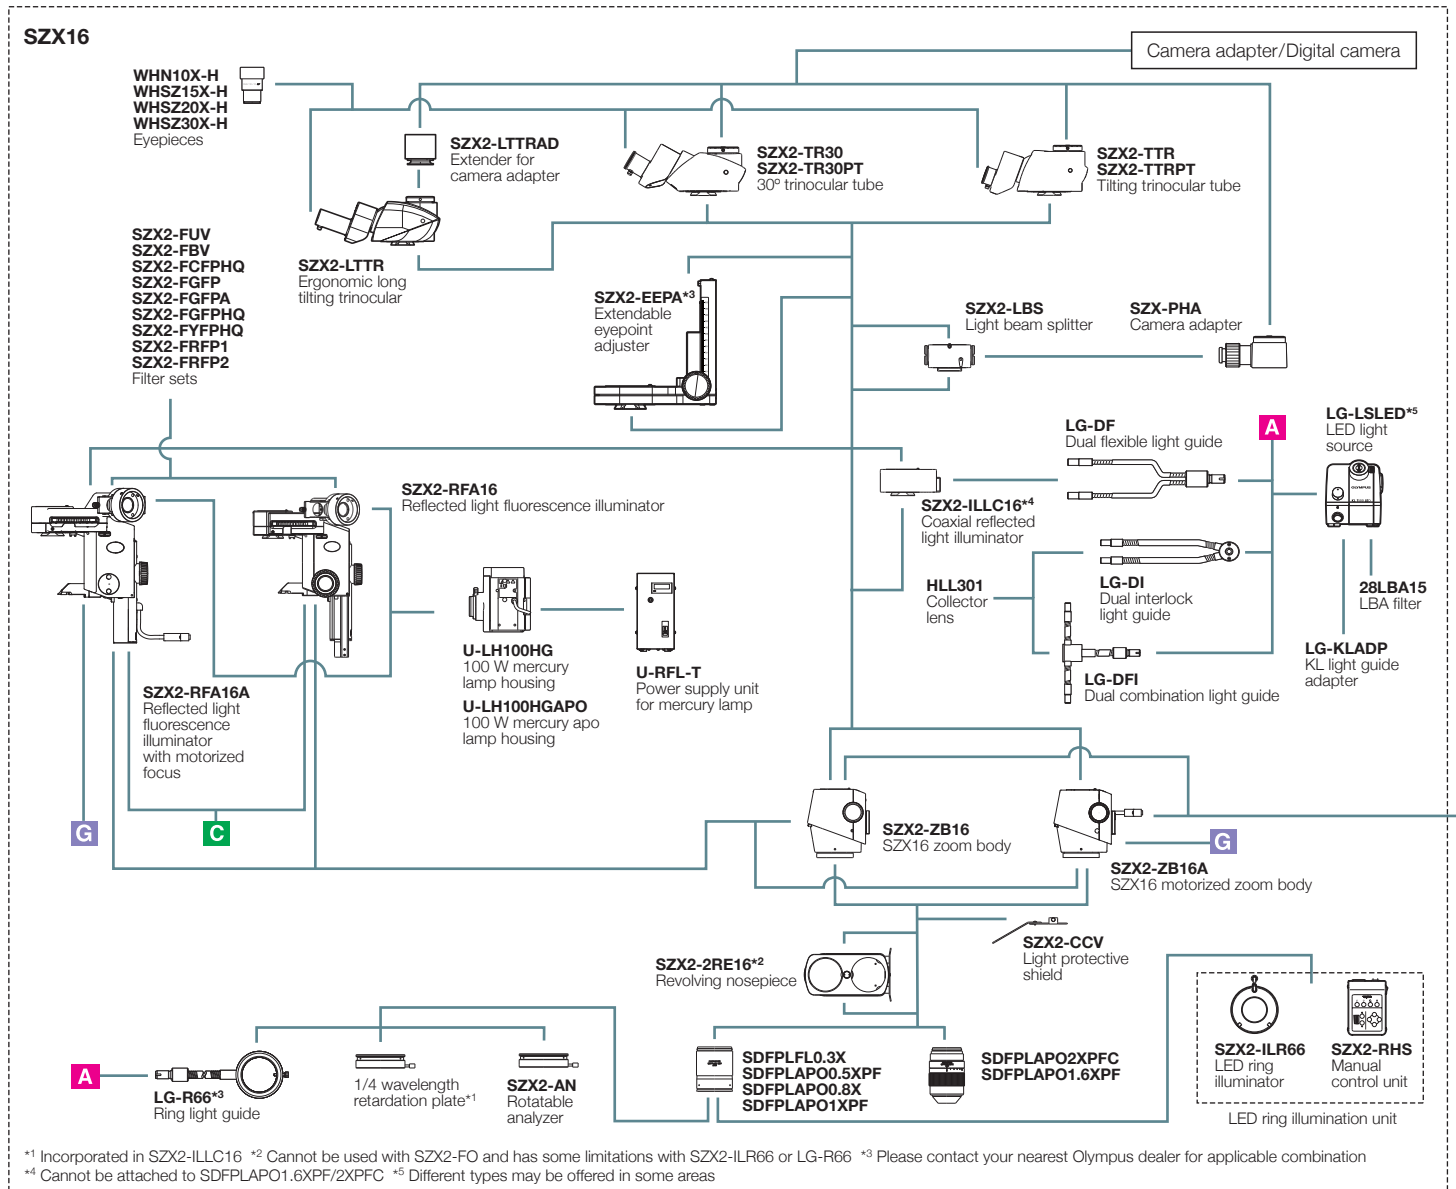 SZX16
Camera adapter/Digital camera
WHN10X-H
WHSZ15X-H
WHSZ20X-H
WHSZ30X-H
Eyepieces
SZX2-LTTRAD
Extender for
camera adapter
SZX2-TR30
SZX2-TR30PT
30º trinocular tube
SZX2-TTR
SZX2-TTRPT
Tilting trinocular tube
SZX2-FUV
SZX2-FBV
SZX2-FCFPHQ
SZX2-FGFP
SZX2-FGFPA
SZX2-FGFPHQ
SZX2-FYFPHQ
SZX2-FRFP1
SZX2-FRFP2
Filter sets
SZX2-LTTR
Ergonomic long
tilting trinocular
SZX2-EEPA*3
Extendable
eyepoint
adjuster
SZX2-LBS
Light beam splitter
SZX-PHA
Camera adapter
LG-DF
Dual flexible light guide
A
LG-LSLED*5
LED light
source
OLYMPUS
SZX2-RFA16
Reflected light fluorescence illuminator
SZX2-ILLC16*4
Coaxial reflected
light illuminator
HLL301
Collector
lens
LG-DI
Dual interlock
light guide
28LBA15
LBA filter
LG-KLADP
KL light guide
adapter
LG-DFI
Dual combination light guide
U-LH100HG
100 W mercury
lamp housing
U-LH100HGAPO
100 W mercury apo
lamp housing
U-RFL-T
Power supply unit
for mercury lamp
SZX2-RFA16A
Reflected light
fluorescence
illuminator
with motorized
focus
G
C
SZX2-ZB16
SZX16 zoom body
G
SZX2-ZB16A
SZX16 motorized zoom body
SZX2-CCV
Light protective
shield
SZX2-2RE16*2
Revolving nosepiece
A
LG-R66*3
Ring light guide
1/4 wavelength
retardation plate*1
SZX2-AN
Rotatable
analyzer
SDFPLFL0.3X
SDFPLAPO0.5XPF
SDFPLAPO0.8X
SDFPLAPO1XPF
SDFPLAPO2XPFC
SDFPLAPO1.6XPF
SZX2-ILR66
LED ring
illuminator
SZX2-RHS
Manual
control unit
LED ring illumination unit
*1 Incorporated in SZX2-ILLC16 *2 Cannot be used with SZX2-FO and has some limitations with SZX2-ILR66 or LG-R66 *3 Please contact your nearest Olympus dealer for applicable combination
*4 Cannot be attached to SDFPLAPO1.6XPF/2XPFC *5 Different types may be offered in some areas